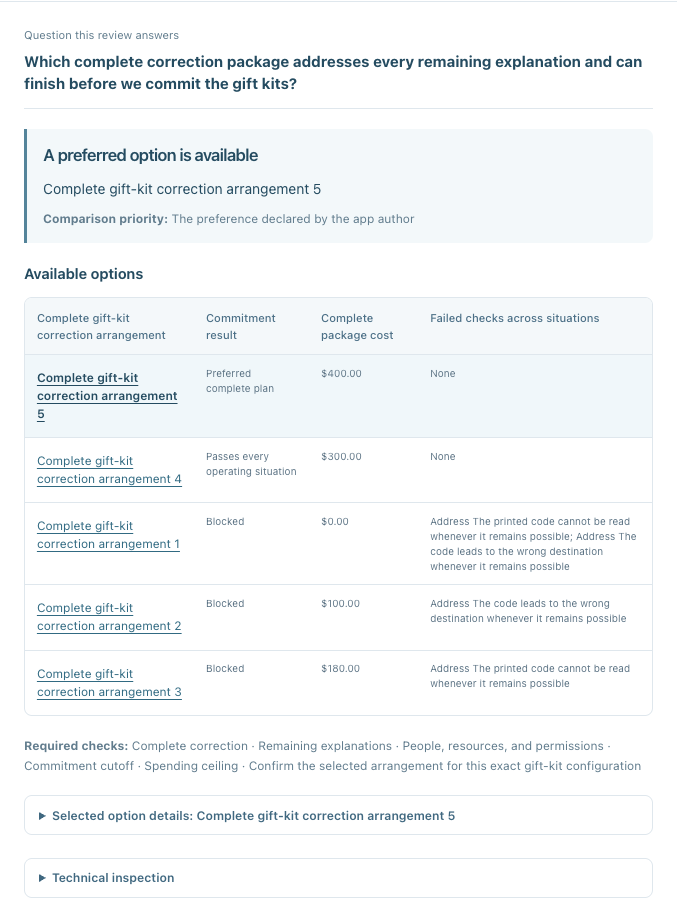 Question this review answers
Which complete correction package addresses every remaining explanation and can
finish before we commit the gift kits?
A preferred option is available
Complete gift-kit correction arrangement 5
Comparison priority: The preference declared by the app author
Available options
Complete gift-kit
correction arrangement
Commitment
result
Complete
package cost
Failed checks across situations
Complete gift-kit
correction arrangement
5
Preferred
complete plan
$400.00
None
Complete gift-kit
correction arrangement 4
Passes every
operating situation
$300.00
None
Complete gift-kit
correction arrangement 1
Blocked
$0.00
Address The printed code cannot be read
whenever it remains possible; Address The
code leads to the wrong destination
whenever it remains possible
Complete gift-kit
correction arrangement 2
Blocked
$100.00
Address The code leads to the wrong
destination whenever it remains possible
Complete gift-kit
correction arrangement 3
Blocked
$180.00
Address The printed code cannot be read
whenever it remains possible
Required checks: Complete correction · Remaining explanations · People, resources, and permissions ·
Commitment cutoff · Spending ceiling · Confirm the selected arrangement for this exact gift-kit configuration
Selected option details: Complete gift-kit correction arrangement 5
Technical inspection